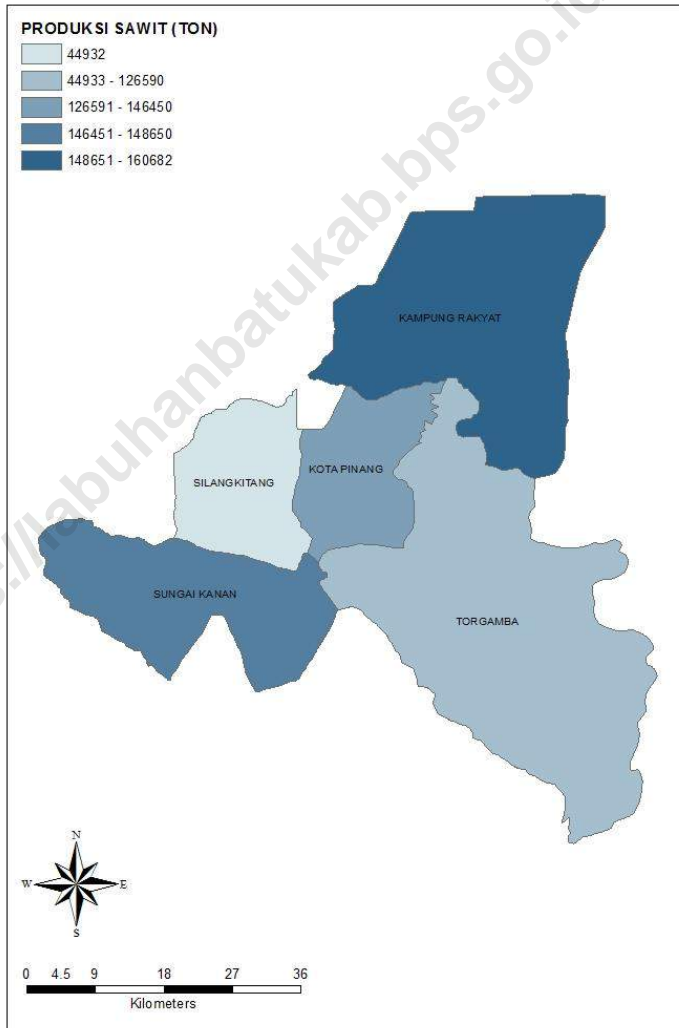 PRODUKSI SAWIT (TON)
44932
44933 - 126590
126591 - 146450
146451 - 148650
148651 - 160682
KAMPUNG RAKYAT
SILANGKITANG
KOTA PINANG
SUNGAI KANAN
TORGAMBA
N
W E
S
0 4.5 9 18 27 36
Kilometers
://labuhanbatukab.bps.go.id